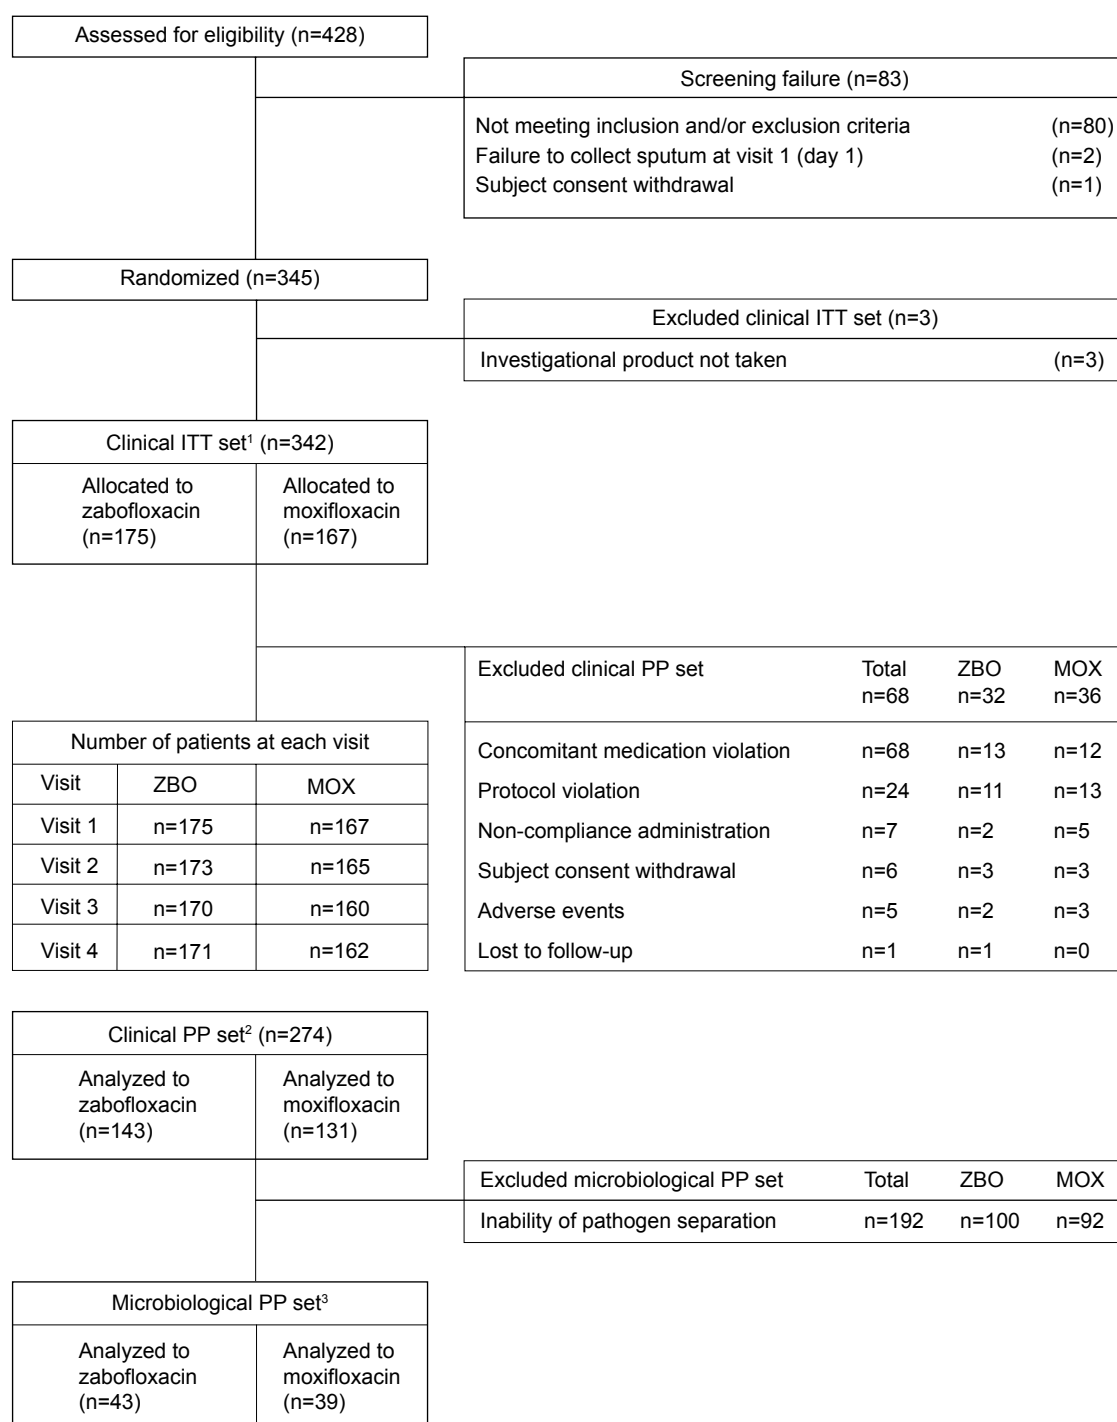 Assessed for eligibility (n=428)
Screening failure (n=83)
Not meeting inclusion and/or exclusion criteria (n=80)
Failure to collect sputum at visit 1 (day 1) (n=2)
Subject consent withdrawal (n=1)
Randomized (n=345)
Excluded clinical ITT set (n=3)
Investigational product not taken (n=3)
Clinical ITT set¹ (n=342)
Allocated to
zabofloxacin
(n=175)
Allocated to
moxifloxacin
(n=167)
Excluded clinical PP set Total ZBO MOX
n=68 n=32 n=36
Concomitant medication violation n=68 n=13 n=12
Protocol violation n=24 n=11 n=13
Non-compliance administration n=7 n=2 n=5
Subject consent withdrawal n=6 n=3 n=3
Adverse events n=5 n=2 n=3
Lost to follow-up n=1 n=1 n=0
Number of patients at each visit
Visit ZBO MOX
Visit 1 n=175 n=167
Visit 2 n=173 n=165
Visit 3 n=170 n=160
Visit 4 n=171 n=162
Clinical PP set² (n=274)
Analyzed to
zabofloxacin
(n=143)
Analyzed to
moxifloxacin
(n=131)
Excluded microbiological PP set Total ZBO MOX
Inability of pathogen separation n=192 n=100 n=92
Microbiological PP set³
Analyzed to
zabofloxacin
(n=43)
Analyzed to
moxifloxacin
(n=39)